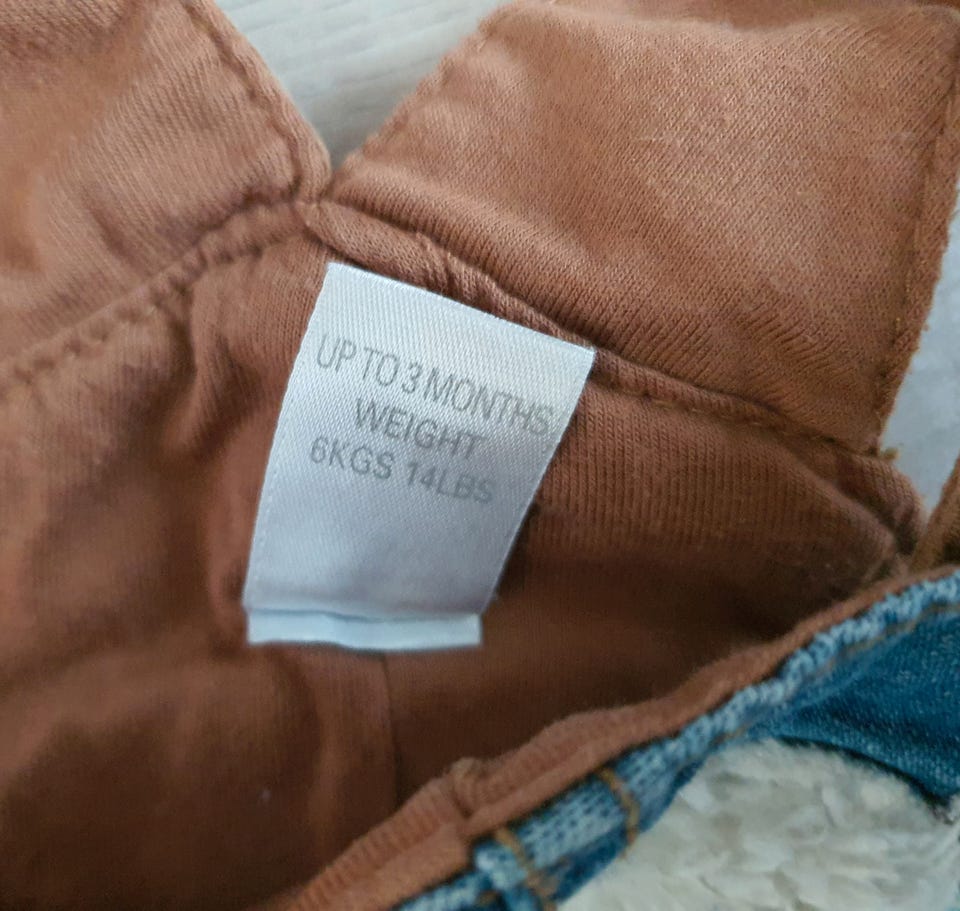 UP TO 3 MONTHS
WEIGHT
6KGS 14LBS